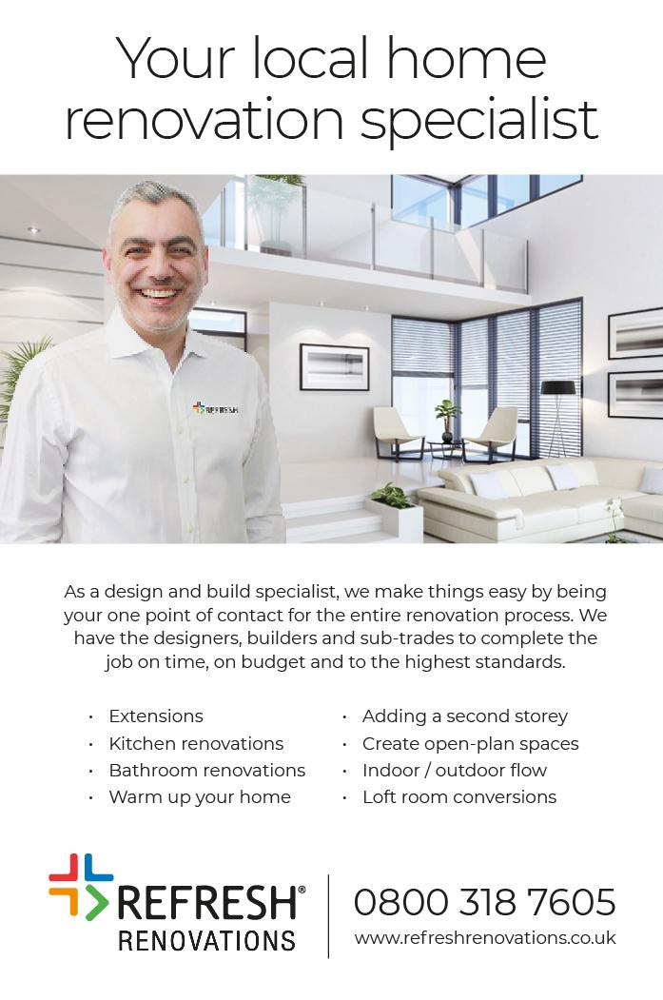 Your local home
renovation specialist
REFRESH
As a design and build specialist, we make things easy by being
your one point of contact for the entire renovation process. We
have the designers, builders and sub-trades to complete the
job on time, on budget and to the highest standards.
• Extensions
• Kitchen renovations
• Bathroom renovations
• Warm up your home
• Adding a second storey
• Create open-plan spaces
• Indoor / outdoor flow
• Loft room conversions
REFRESH®
RENOVATIONS
0800 318 7605
www.refreshrenovations.co.uk